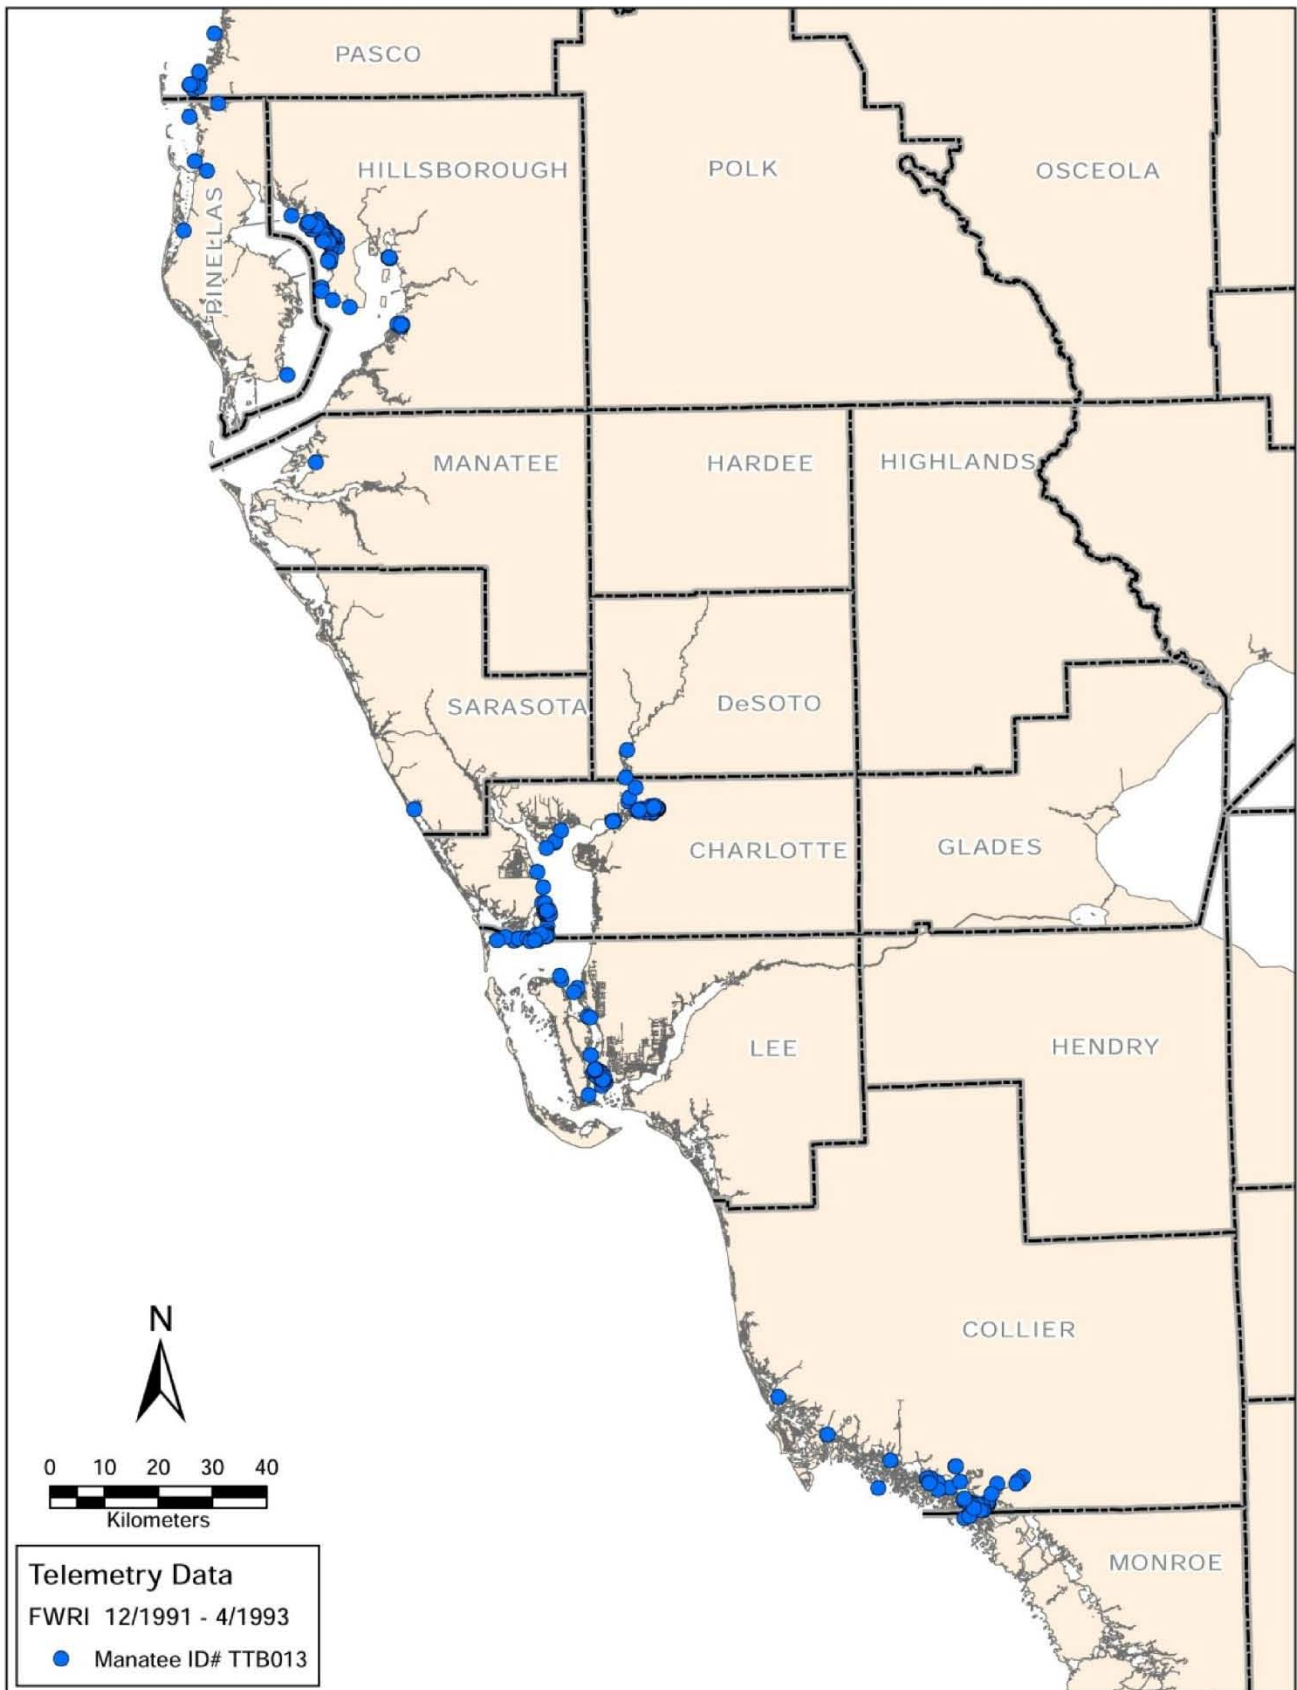 PASCO
HILLSBOROUGH
POLK
OSCEOLA
PINELLAS
MANATEE
HARDEE
HIGHLANDS
SARASOTA
DeSOTO
CHARLOTTE
GLADES
LEE
HENDRY
COLLIER
MONROE
N
0 10 20 30 40
Kilometers
Telemetry Data
FWRI 12/1991 - 4/1993
Manatee ID# TTB013